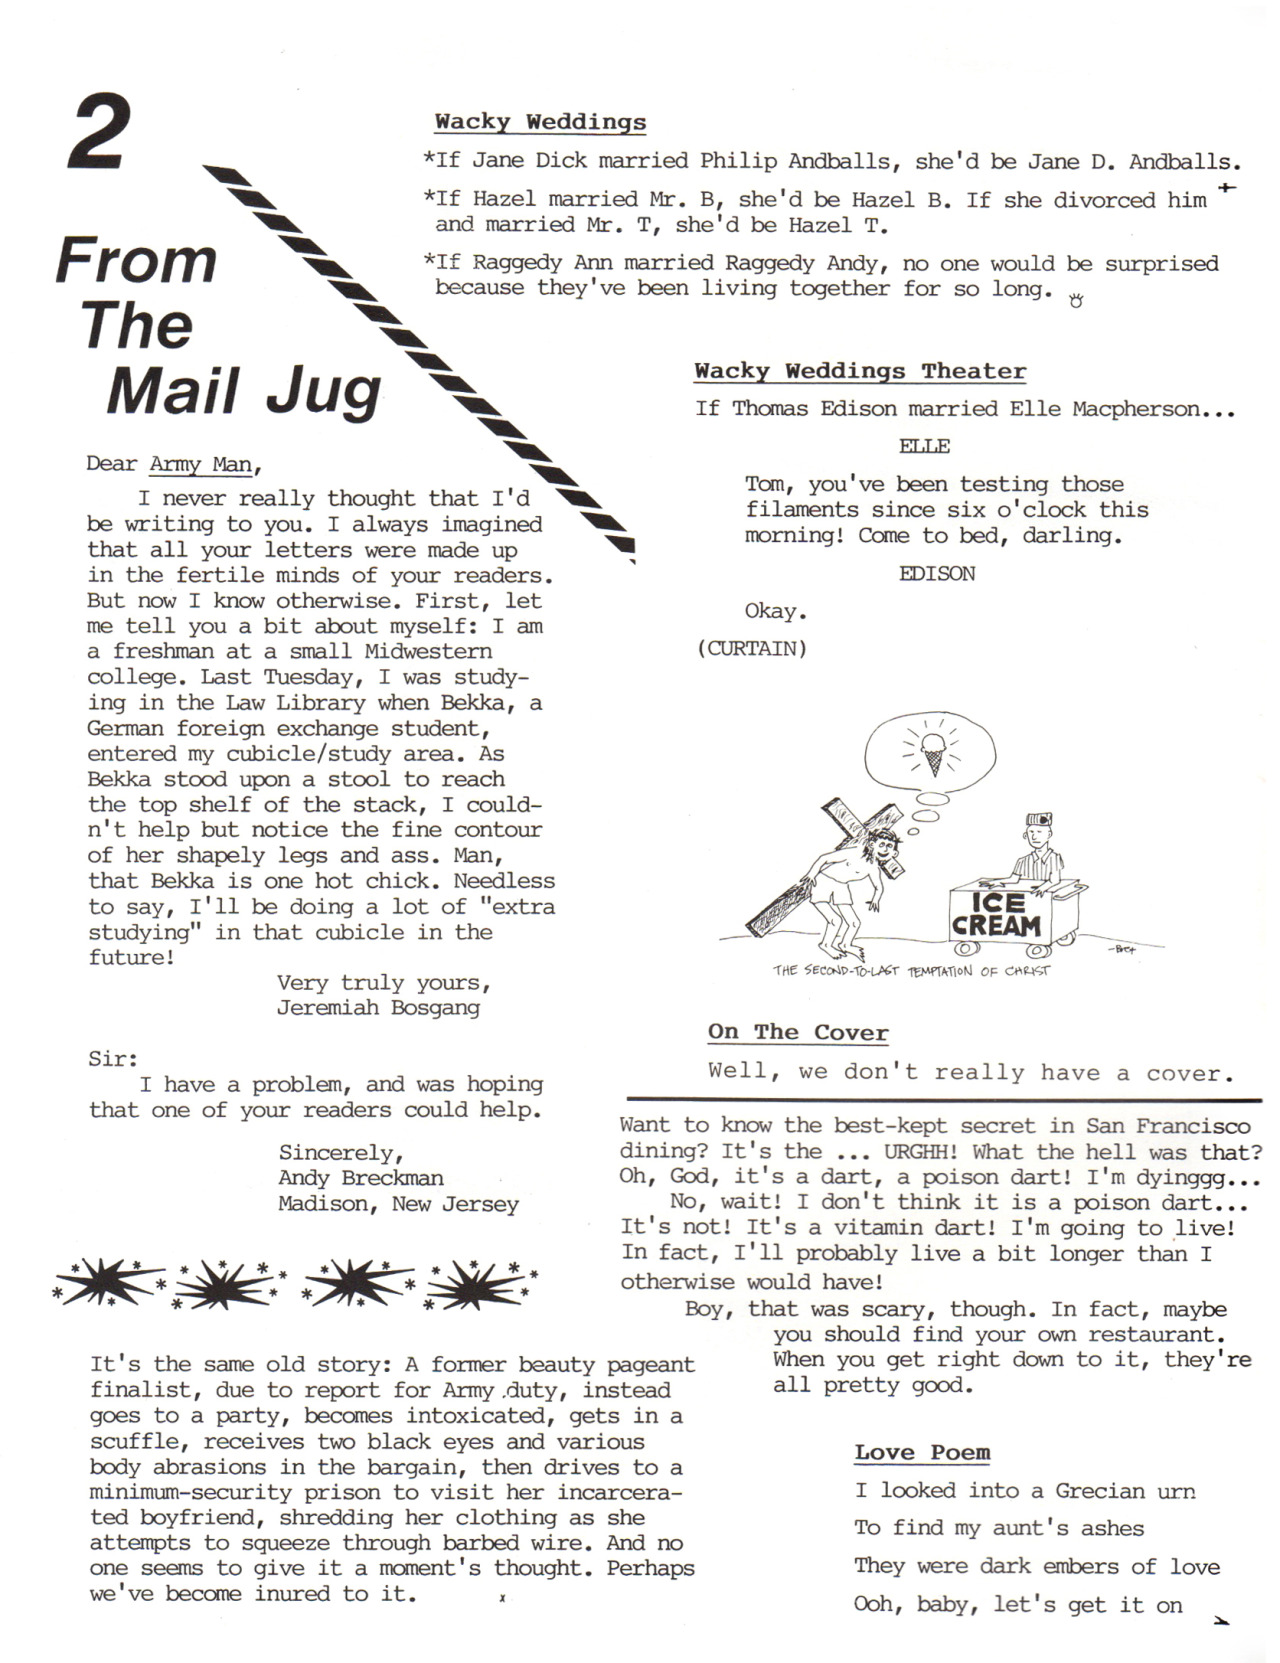 2
From
The
Mail Jug
Dear Army Man,
I never really thought that I'd
be writing to you. I always imagined
that all your letters were made up
in the fertile minds of your readers.
But now I know otherwise. First, let
me tell you a bit about myself: I am
a freshman at a small Midwestern
college. Last Tuesday, I was study-
ing in the Law Library when Bekka, a
German foreign exchange student,
entered my cubicle/study area. As
Bekka stood upon a stool to reach
the top shelf of the stack, I could-
n't help but notice the fine contour
of her shapely legs and ass. Man,
that Bekka is one hot chick. Needless
to say, I'll be doing a lot of "extra
studying" in that cubicle in the
future!
Very truly yours,
Jeremiah Bosgang
Sir:
I have a problem, and was hoping
that one of your readers could help.
Sincerely,
Andy Breckman
Madison, New Jersey
It's the same old story: A former beauty pageant
finalist, due to report for Army duty, instead
goes to a party, becomes intoxicated, gets in a
scuffle, receives two black eyes and various
body abrasions in the bargain, then drives to a
minimum-security prison to visit her incarcera-
ted boyfriend, shredding her clothing as she
attempts to squeeze through barbed wire. And no
one seems to give it a moment's thought. Perhaps
we've become inured to it.
Wacky Weddings
*If Jane Dick married Philip Andballs, she'd be Jane D. Andballs.
*If Hazel married Mr. B, she'd be Hazel B. If she divorced him
and married Mr. T, she'd be Hazel T.
*If Raggedy Ann married Raggedy Andy, no one would be surprised
because they've been living together for so long.
Wacky Weddings Theater
If Thomas Edison married Elle Macpherson...
ELLE
Tom, you've been testing those
filaments since six o'clock this
morning! Come to bed, darling.
EDISON
Okay.
(CURTAIN)
ICE
CREAM
-Bret
THE SECOND-TO-LAST TEMPTATION OF CHRIST
On The Cover
Well, we don't really have a cover.
Want to know the best-kept secret in San Francisco
dining? It's the ... URGHH! What the hell was that?
Oh, God, it's a dart, a poison dart! I'm dyinggg...
No, wait! I don't think it is a poison dart...
It's not! It's a vitamin dart! I'm going to live!
In fact, I'll probably live a bit longer than I
otherwise would have!
Boy, that was scary, though. In fact, maybe
you should find your own restaurant.
When you get right down to it, they're
all pretty good.
Love Poem
I looked into a Grecian urn
To find my aunt's ashes
They were dark embers of love
Ooh, baby, let's get it on